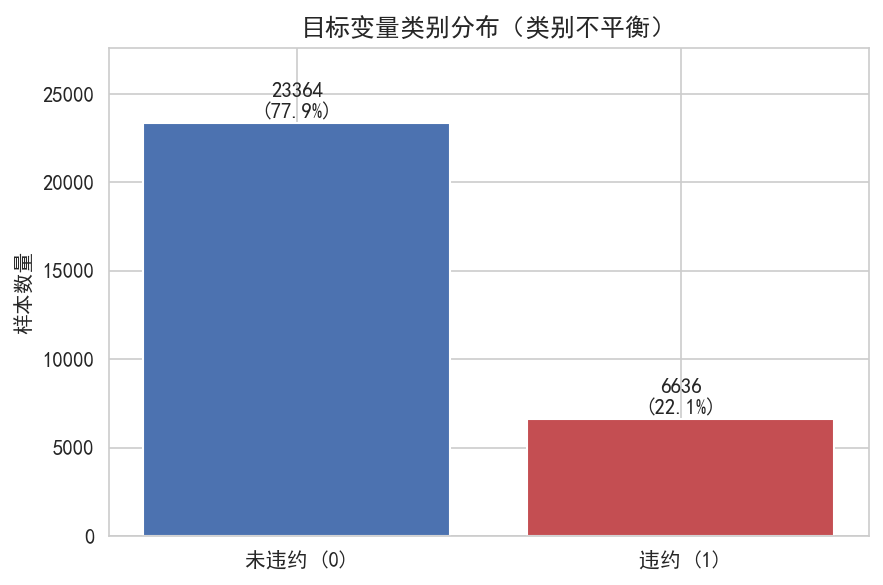 目标变量类别分布（类别不平衡）
样本数量
25000
20000
15000
10000
5000
0
23364
(77.9%)
6636
(22.1%)
未违约 (0)
违约 (1)